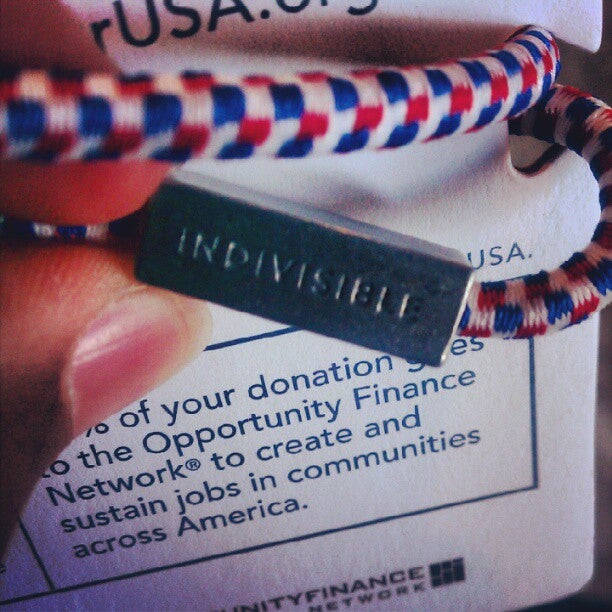 rUSA.org
INDIVISIBLE
USA.
% of your donation goes
to the Opportunity Finance
Network® to create and
sustain jobs in communities
across America.
UNITYFINANCE
NETWORK